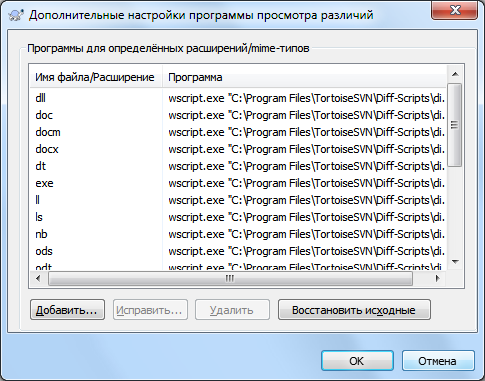 Дополнительные настройки программы просмотра различий
Программы для определённых расширений/mime-типов
Имя файла/Расширение Программа
dll wscript.exe "C:\Program Files\TortoiseSVN\Diff-Scripts\di...
doc wscript.exe "C:\Program Files\TortoiseSVN\Diff-Scripts\di...
docm wscript.exe "C:\Program Files\TortoiseSVN\Diff-Scripts\di...
docx wscript.exe "C:\Program Files\TortoiseSVN\Diff-Scripts\di...
dt wscript.exe "C:\Program Files\TortoiseSVN\Diff-Scripts\di...
exe wscript.exe "C:\Program Files\TortoiseSVN\Diff-Scripts\di...
ll wscript.exe "C:\Program Files\TortoiseSVN\Diff-Scripts\di...
ls wscript.exe "C:\Program Files\TortoiseSVN\Diff-Scripts\di...
nb wscript.exe "C:\Program Files\TortoiseSVN\Diff-Scripts\di...
ods wscript.exe "C:\Program Files\TortoiseSVN\Diff-Scripts\di...
odt wscript.exe "C:\Program Files\TortoiseSVN\Diff-Scripts\di...
Добавить... Исправить... Удалить Восстановить исходные
OK Отмена